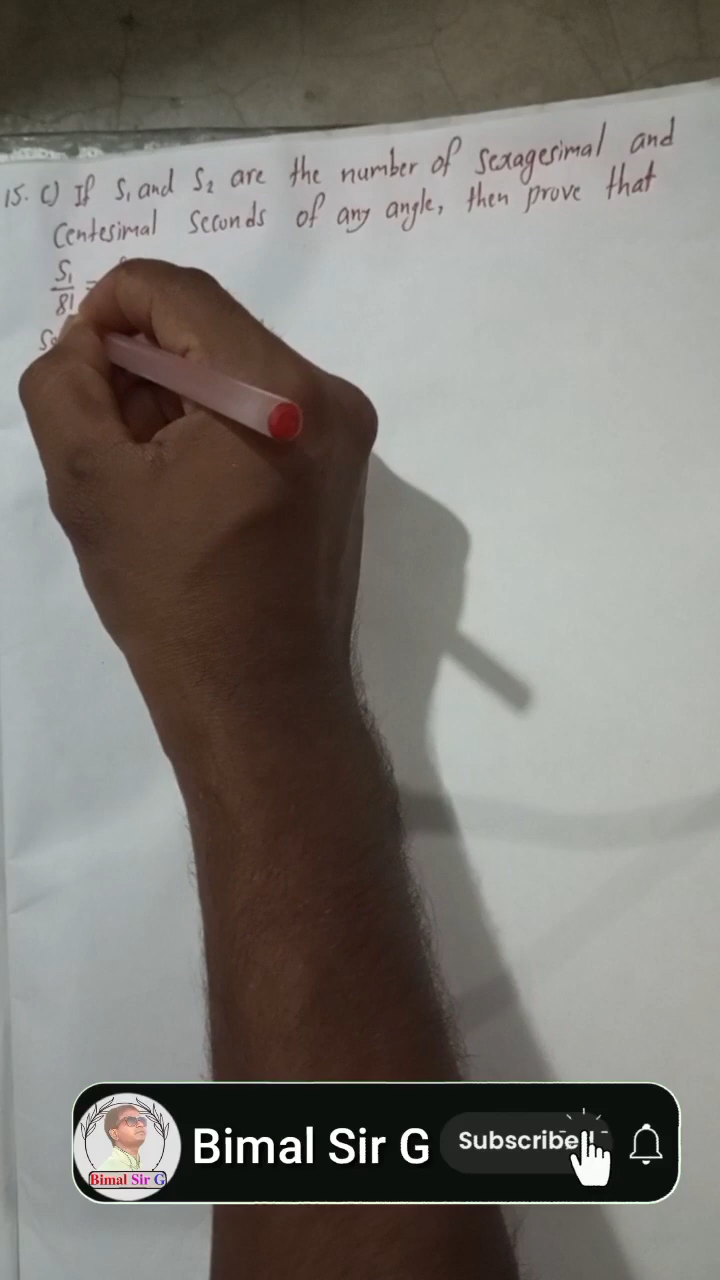 15. C) If S₁ and S₂ are the number of Sexagesimal and
Centesimal Seconds of any angle, then prove that
S₁/81 =
Bimal Sir G
Bimal Sir G
Subscribe